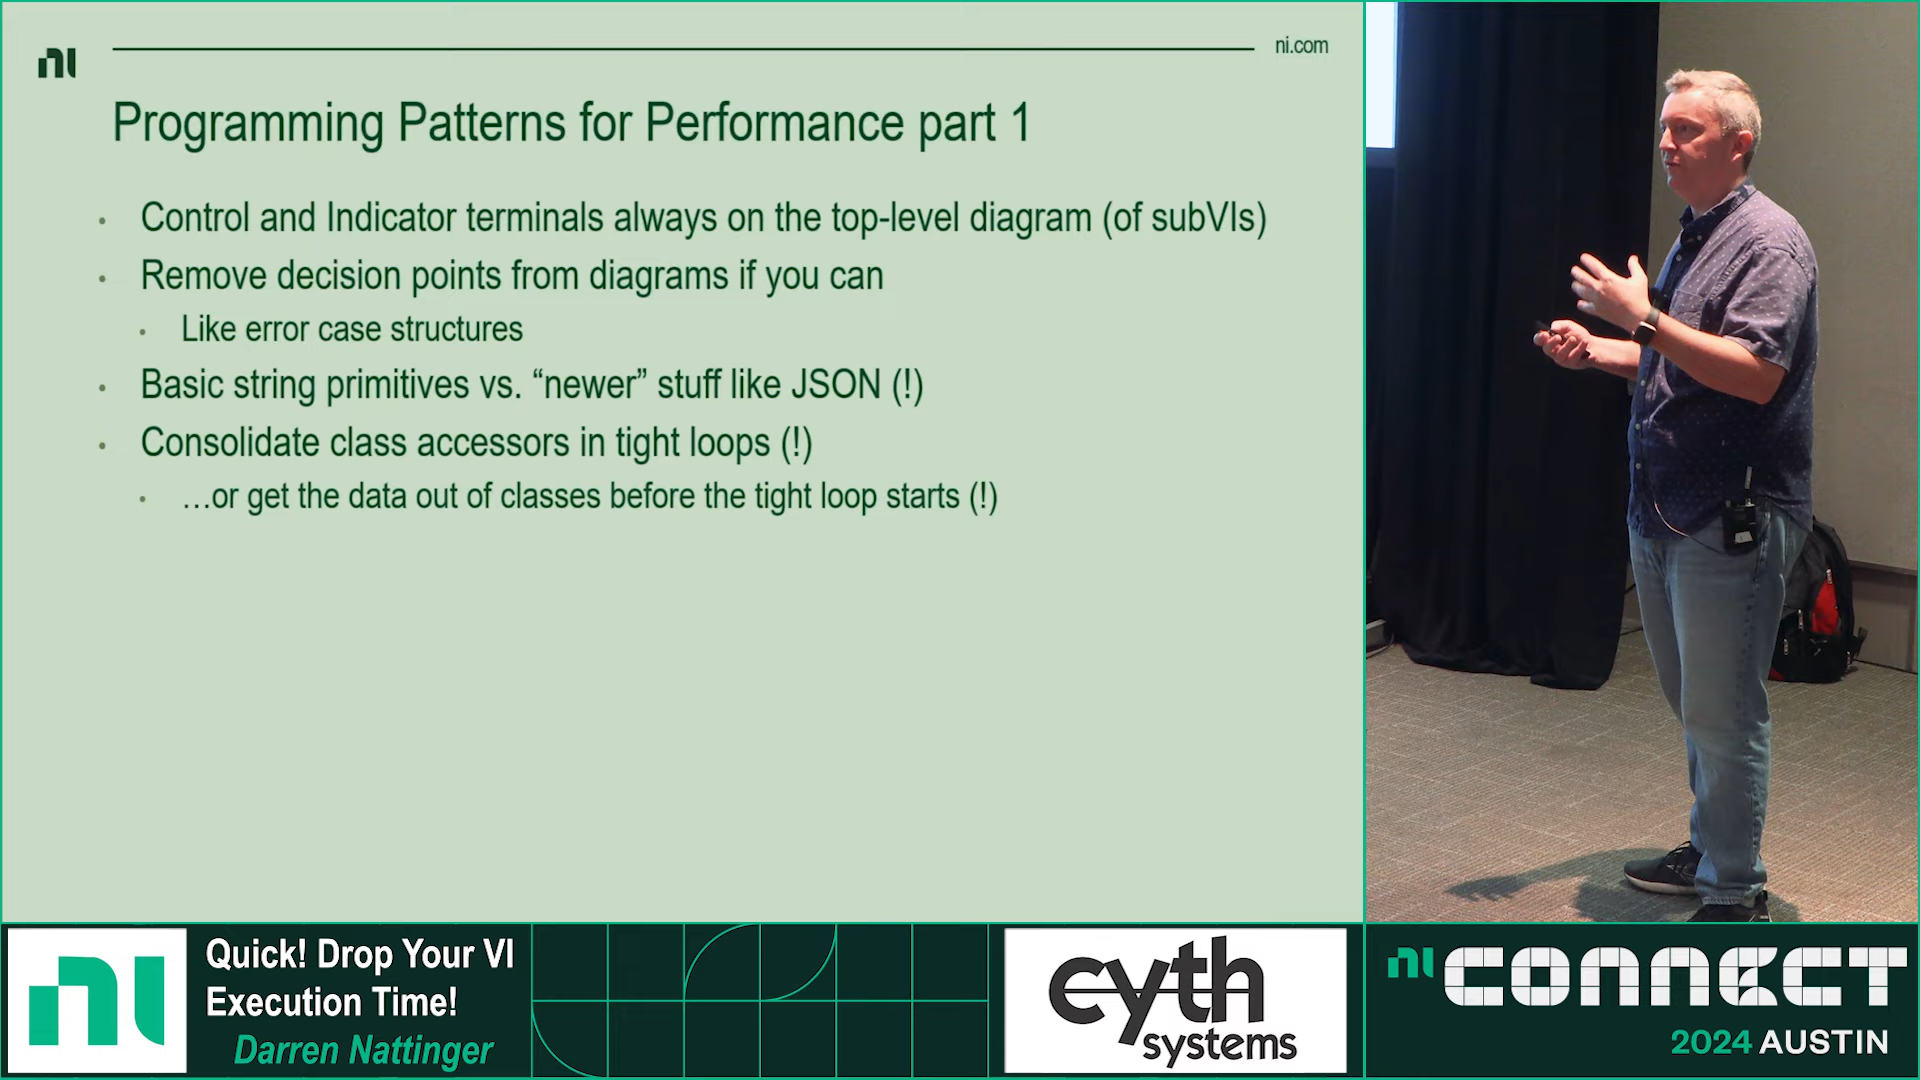 ni
ni.com
Programming Patterns for Performance part 1
• Control and Indicator terminals always on the top-level diagram (of subVIs)
• Remove decision points from diagrams if you can
• Like error case structures
• Basic string primitives vs. “newer” stuff like JSON (!)
• Consolidate class accessors in tight loops (!)
• …or get the data out of classes before the tight loop starts (!)
ni
Quick! Drop Your VI
Execution Time!
Darren Nattinger
cyth
systems
ni CONNECT
2024 AUSTIN